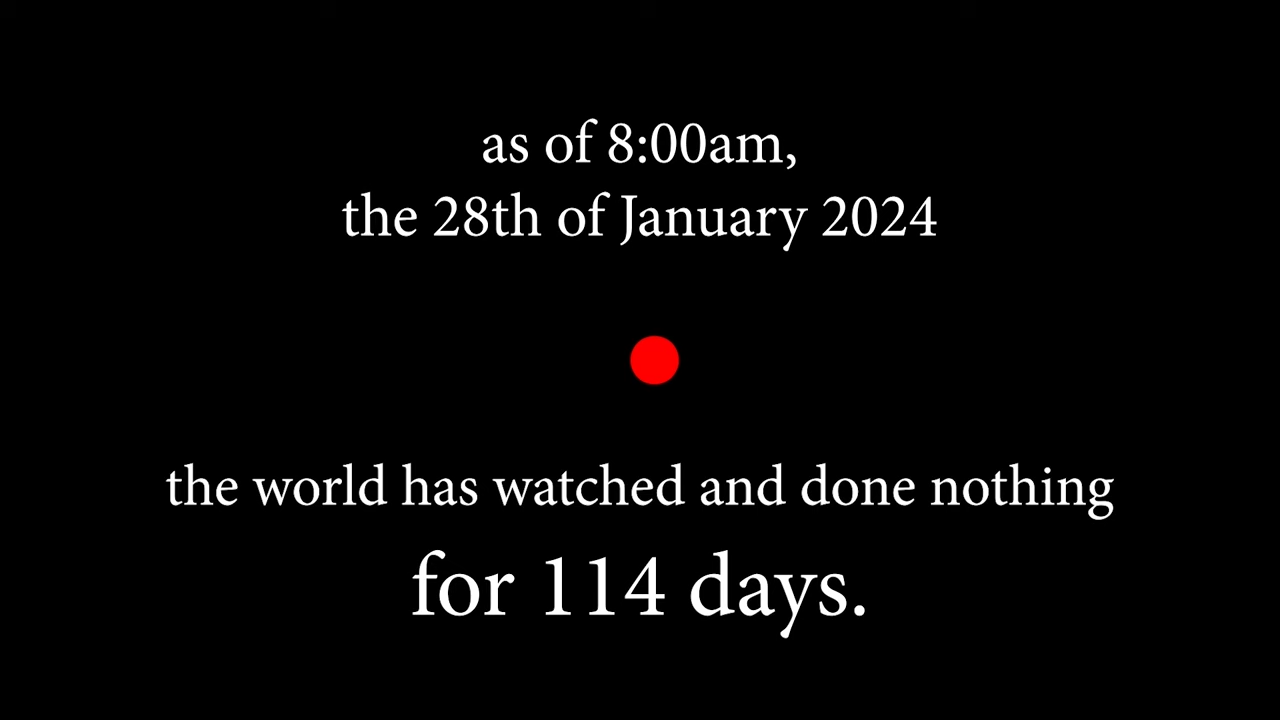 as of 8:00am,
the 28th of January 2024
the world has watched and done nothing
for 114 days.